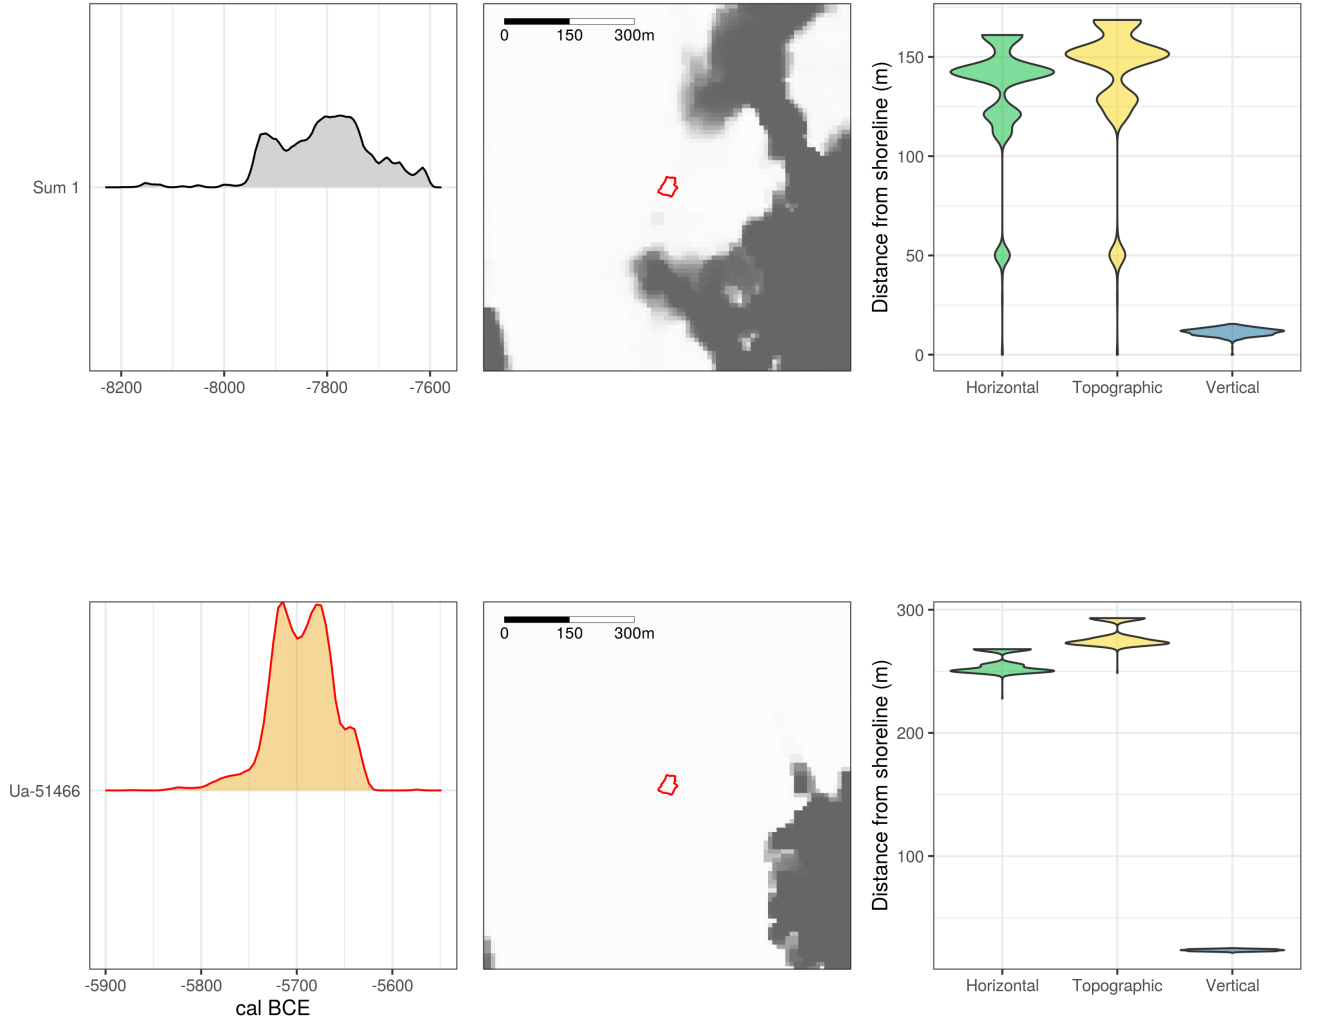 Sum 1
-8200 -8000 -7800 -7600
0 150 300m
Distance from shoreline (m)
150
100
50
0
Horizontal Topographic Vertical
Ua-51466
-5900 -5800 -5700 -5600
cal BCE
0 150 300m
Distance from shoreline (m)
300
200
100
Horizontal Topographic Vertical